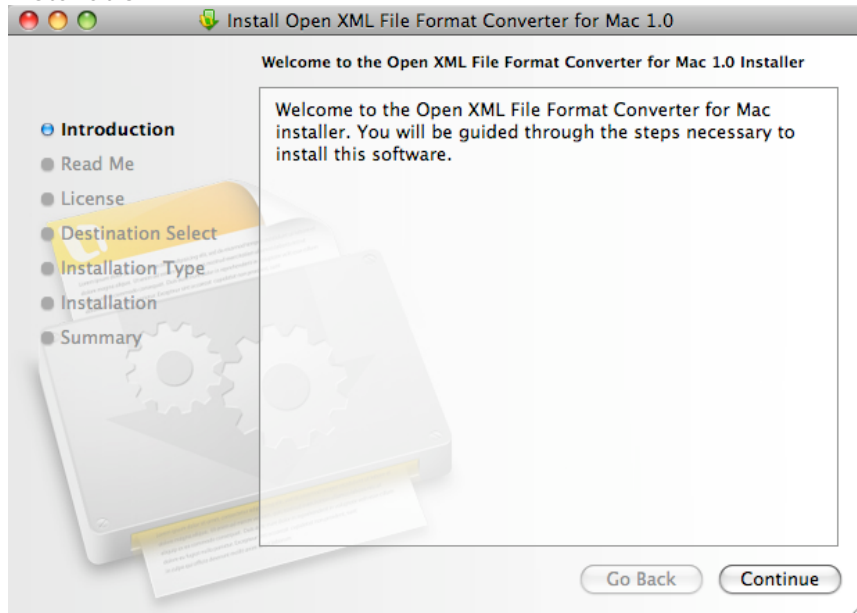 Install Open XML File Format Converter for Mac 1.0
Welcome to the Open XML File Format Converter for Mac 1.0 Installer
Introduction
Read Me
License
Destination Select
Installation Type
Installation
Summary
Welcome to the Open XML File Format Converter for Mac
installer. You will be guided through the steps necessary to
install this software.
Go Back
Continue